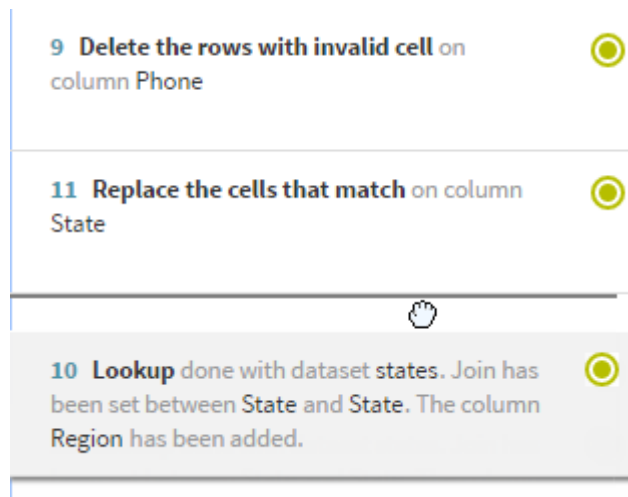 9 Delete the rows with invalid cell on
column Phone
11 Replace the cells that match on column
State
10 Lookup done with dataset states. Join has
been set between State and State. The column
Region has been added.